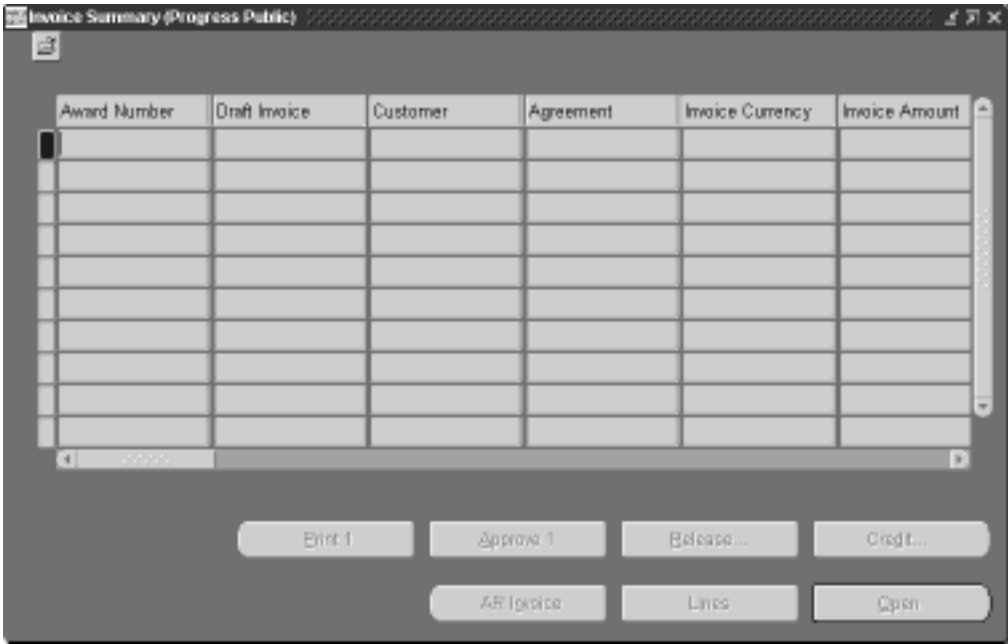 Invoice Summary (Progress Public)
Award Number Draft Invoice Customer Agreement Invoice Currency Invoice Amount
Print 1 Approve 1 Release... Credit...
AR Invoice Lines Open